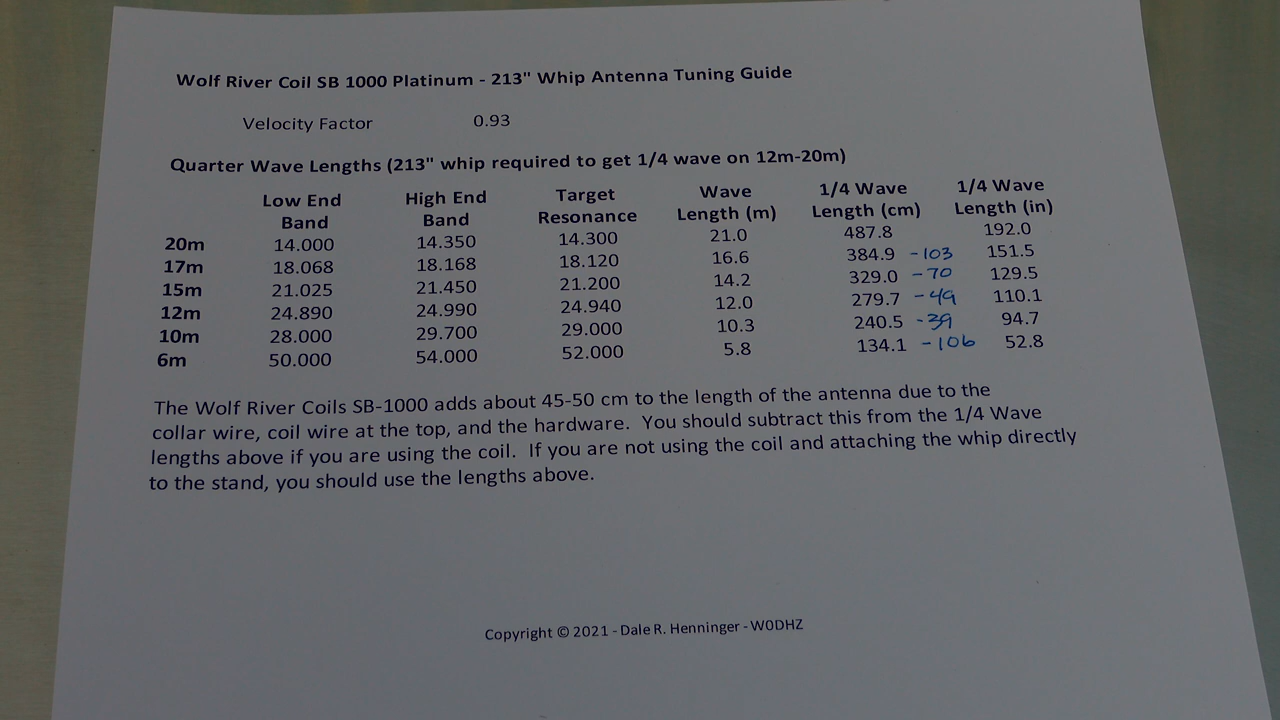 Wolf River Coil SB 1000 Platinum - 213" Whip Antenna Tuning Guide
Velocity Factor 0.93
Quarter Wave Lengths (213" whip required to get 1/4 wave on 12m-20m)
Low End Band High End Band Target Resonance Wave Length (m) 1/4 Wave Length (cm) 1/4 Wave Length (in)
20m 14.000 14.350 14.300 21.0 487.8 192.0
17m 18.068 18.168 18.120 16.6 384.9 -103 151.5
15m 21.025 21.450 21.200 14.2 329.0 -70 129.5
12m 24.890 24.990 24.940 12.0 279.7 -49 110.1
10m 28.000 29.700 29.000 10.3 240.5 -39 94.7
6m 50.000 54.000 52.000 5.8 134.1 -106 52.8
The Wolf River Coils SB-1000 adds about 45-50 cm to the length of the antenna due to the
collar wire, coil wire at the top, and the hardware. You should subtract this from the 1/4 Wave
lengths above if you are using the coil. If you are not using the coil and attaching the whip directly
to the stand, you should use the lengths above.
Copyright © 2021 - Dale R. Henninger - W0DHZ